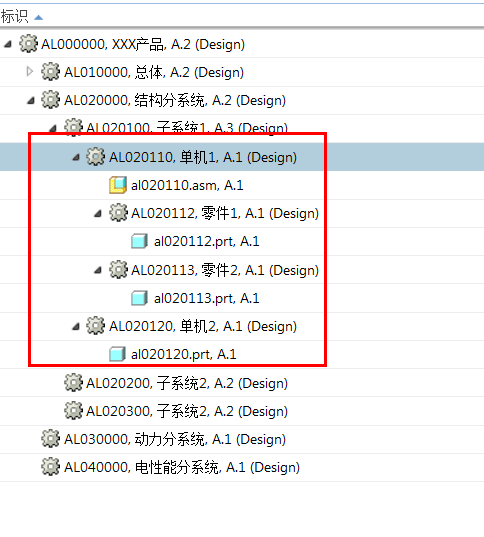 标识
AL000000, XXX产品, A.2 (Design)
AL010000, 总体, A.2 (Design)
AL020000, 结构分系统, A.2 (Design)
AL020100, 子系统1, A.3 (Design)
AL020110, 单机1, A.1 (Design)
al020110.asm, A.1
AL020112, 零件1, A.1 (Design)
al020112.prt, A.1
AL020113, 零件2, A.1 (Design)
al020113.prt, A.1
AL020120, 单机2, A.1 (Design)
al020120.prt, A.1
AL020200, 子系统2, A.2 (Design)
AL020300, 子系统2, A.2 (Design)
AL030000, 动力分系统, A.1 (Design)
AL040000, 电性能分系统, A.1 (Design)